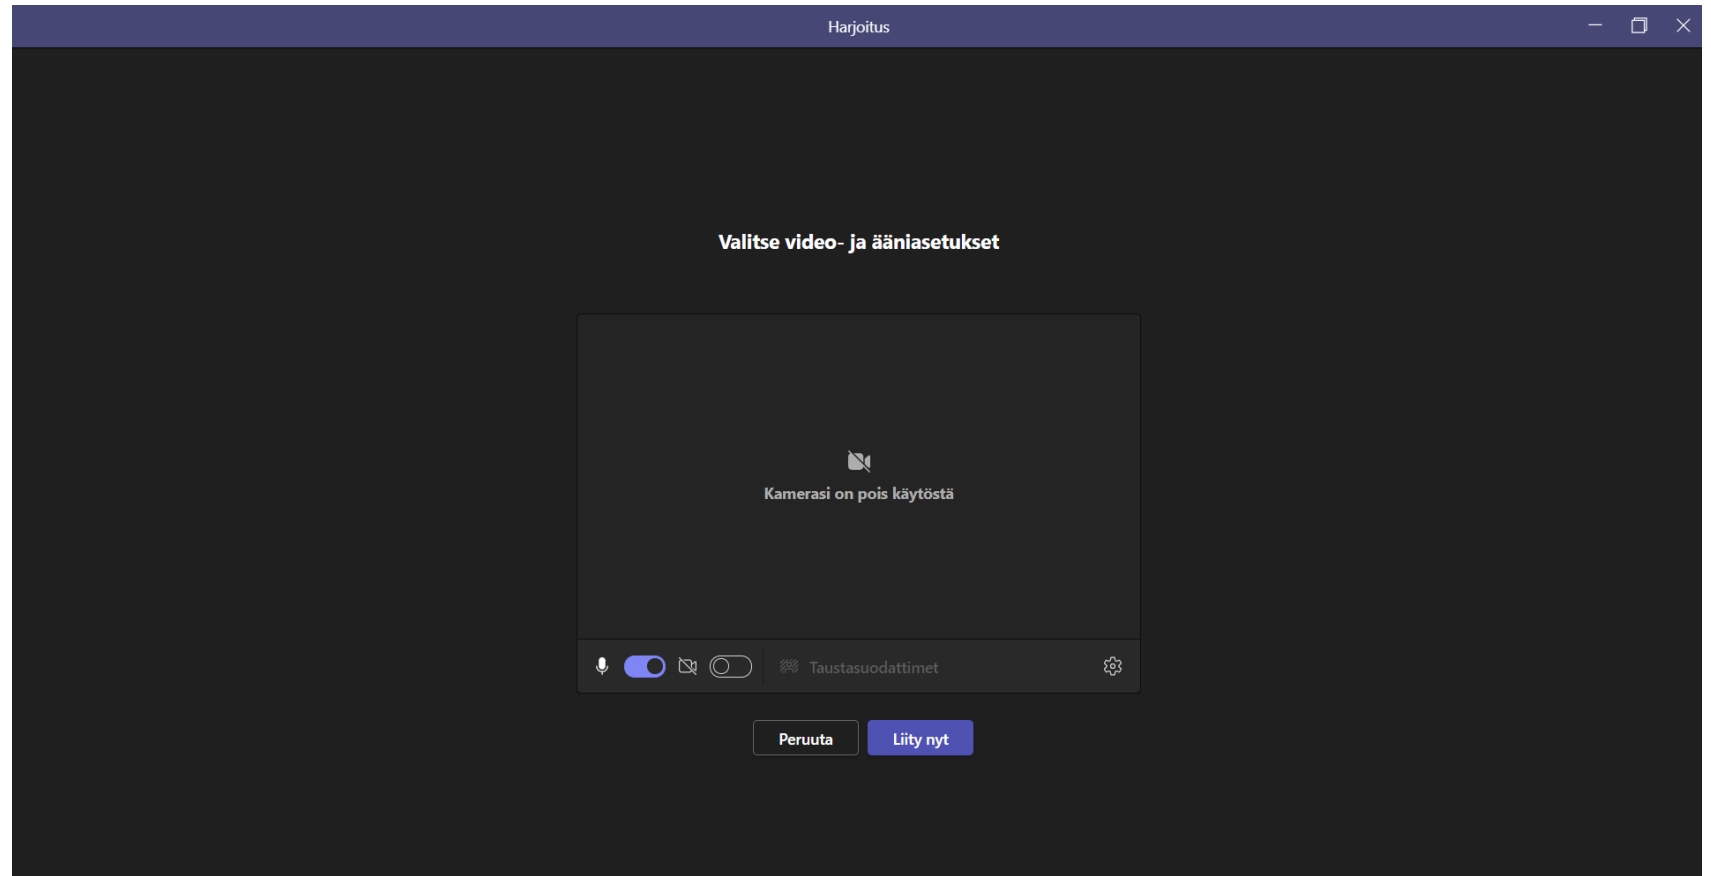 Harjoitus
Valitse video- ja ääniasetukset
Kamerasi on pois käytöstä
Taustasuodattimet
Peruuta
Liity nyt